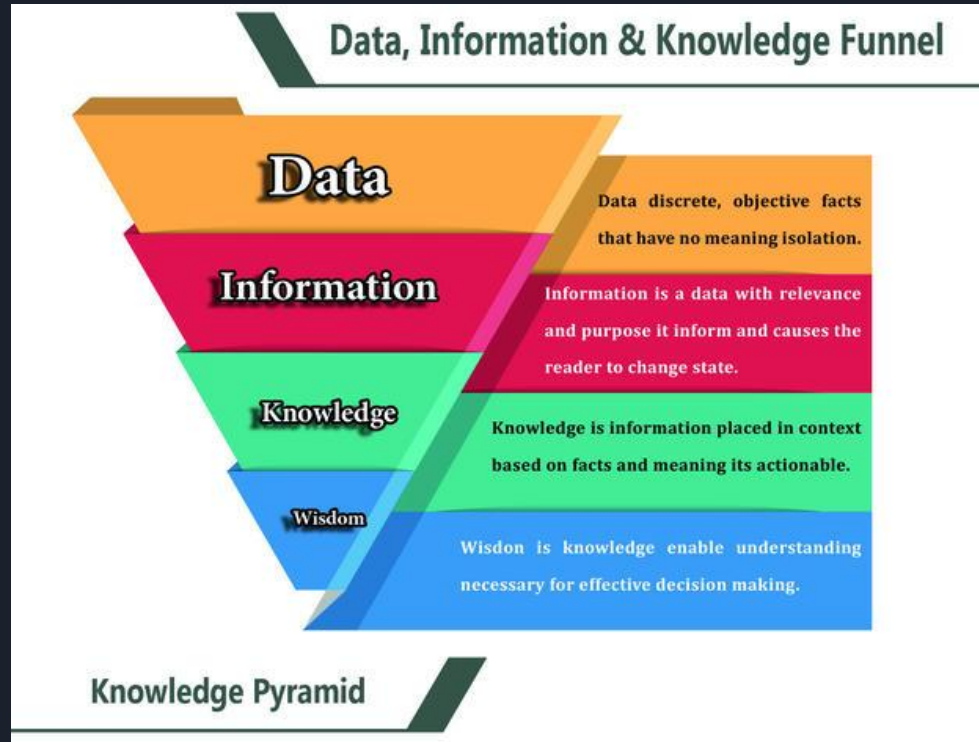 Data, Information & Knowledge Funnel
Data
Data discrete, objective facts
that have no meaning isolation.
Information
Information is a data with relevance
and purpose it inform and causes the
reader to change state.
Knowledge
Knowledge is information placed in context
based on facts and meaning its actionable.
Wisdom
Wisdon is knowledge enable understanding
necessary for effective decision making.
Knowledge Pyramid